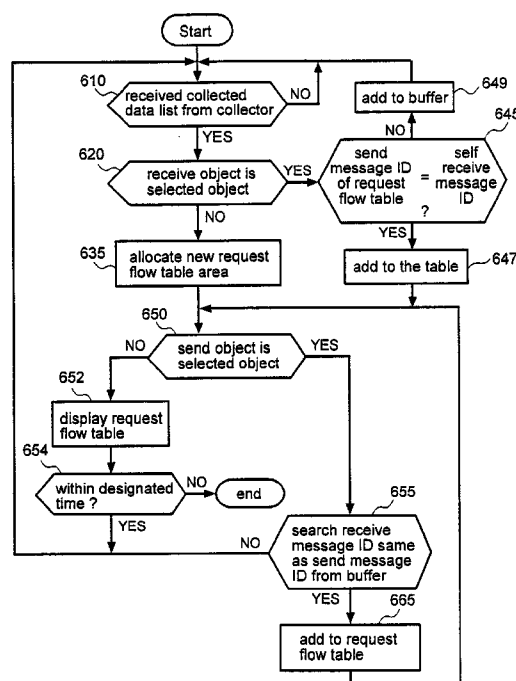 Start
610
received collected
data list from collector
NO
YES
add to buffer
649
NO
645
620
receive object is
selected object
YES
NO
send
message ID
of request
flow table
=
self
receive
message
ID
?
YES
635
allocate new request
flow table area
add to the table
647
650
send object is
selected object
NO
YES
652
display request
flow table
654
within designated
time ?
NO
end
YES
655
search receive
message ID same
as send message
ID from buffer
NO
YES
665
add to request
flow table